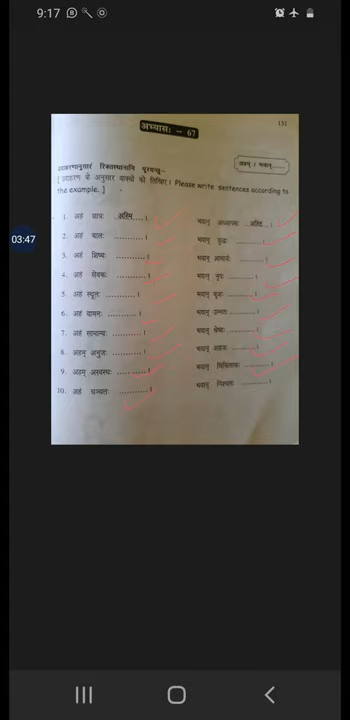 9:17
131
अभ्यासः - 67
अहम् । भवान्.......
उदाहरणानुसारं रिक्तस्थानानि पूरयन्तु-
[ उदाहरण के अनुसार वाक्यों को लिखिए। Please write sentences according to
the example. ]
03:47
1. अहं छात्रः ..अस्मि.... । भवान् अध्यापकः ..अस्ति.. ।
2. अहं बालः ........... । भवान् वृद्धः ........... ।
3. अहं शिष्यः ........... । भवान् आचार्यः ........... ।
4. अहं सेवकः ........... । भवान् नृपः ........... ।
5. अहं स्थूलः ........... । भवान् कृशः ........... ।
6. अहं वामनः ........... । भवान् उन्नतः ........... ।
7. अहं सामान्यः ........... । भवान् श्रेष्ठः ........... ।
8. अहम् अनुजः ........... । भवान् अग्रजः ........... ।
9. अहम् अस्वस्थः ........... । भवान् चिकित्सकः ........... ।
10. अहं चञ्चलः ........... । भवान् निश्चलः ........... ।